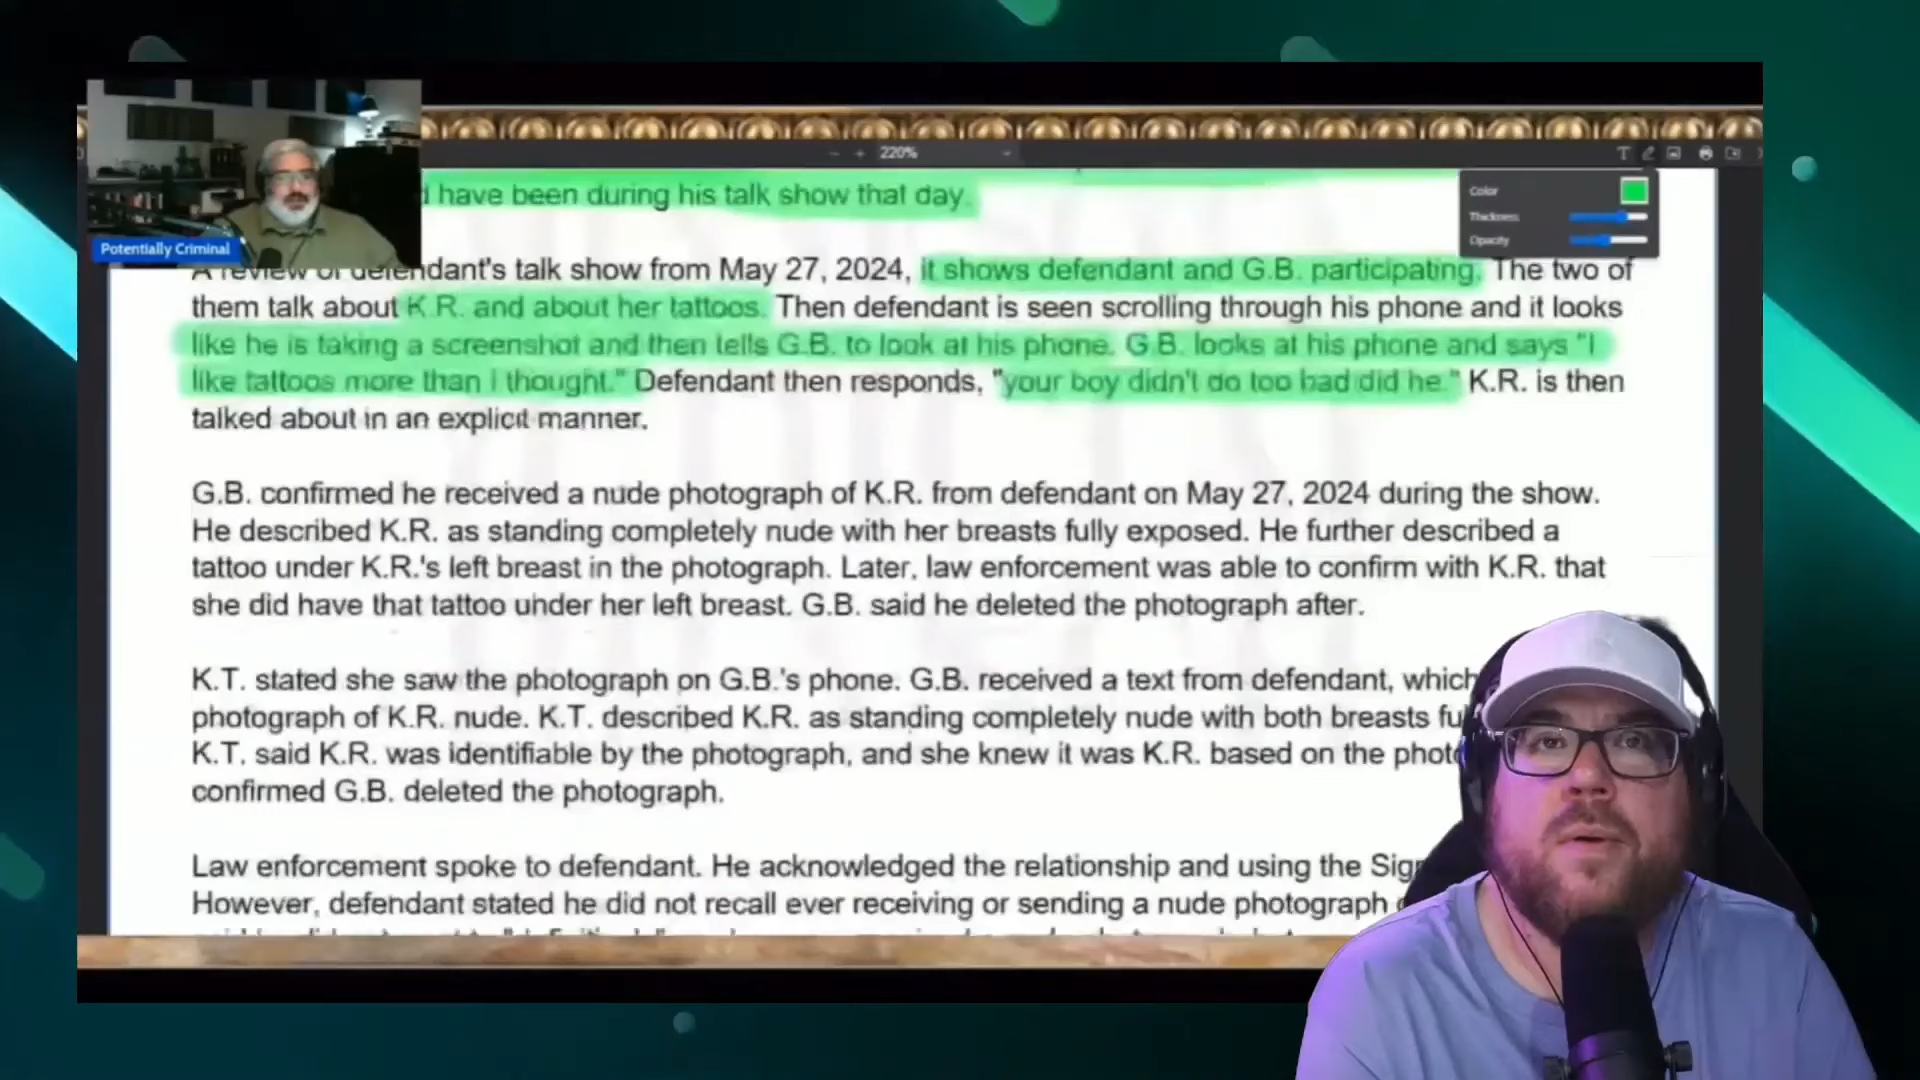 220%
Color
Thickness
Opacity
Potentially Criminal
have been during his talk show that day.
A review of defendant's talk show from May 27, 2024, it shows defendant and G.B. participating. The two of
them talk about K.R. and about her tattoos. Then defendant is seen scrolling through his phone and it looks
like he is taking a screenshot and then tells G.B. to look at his phone. G.B. looks at his phone and says "I
like tattoos more than I thought." Defendant then responds, "your boy didn't do too bad did he." K.R. is then
talked about in an explicit manner.
G.B. confirmed he received a nude photograph of K.R. from defendant on May 27, 2024 during the show.
He described K.R. as standing completely nude with her breasts fully exposed. He further described a
tattoo under K.R.'s left breast in the photograph. Later, law enforcement was able to confirm with K.R. that
she did have that tattoo under her left breast. G.B. said he deleted the photograph after.
K.T. stated she saw the photograph on G.B.'s phone. G.B. received a text from defendant, which
photograph of K.R. nude. K.T. described K.R. as standing completely nude with both breasts fu
K.T. said K.R. was identifiable by the photograph, and she knew it was K.R. based on the photo
confirmed G.B. deleted the photograph.
Law enforcement spoke to defendant. He acknowledged the relationship and using the Sig
However, defendant stated he did not recall ever receiving or sending a nude photograph